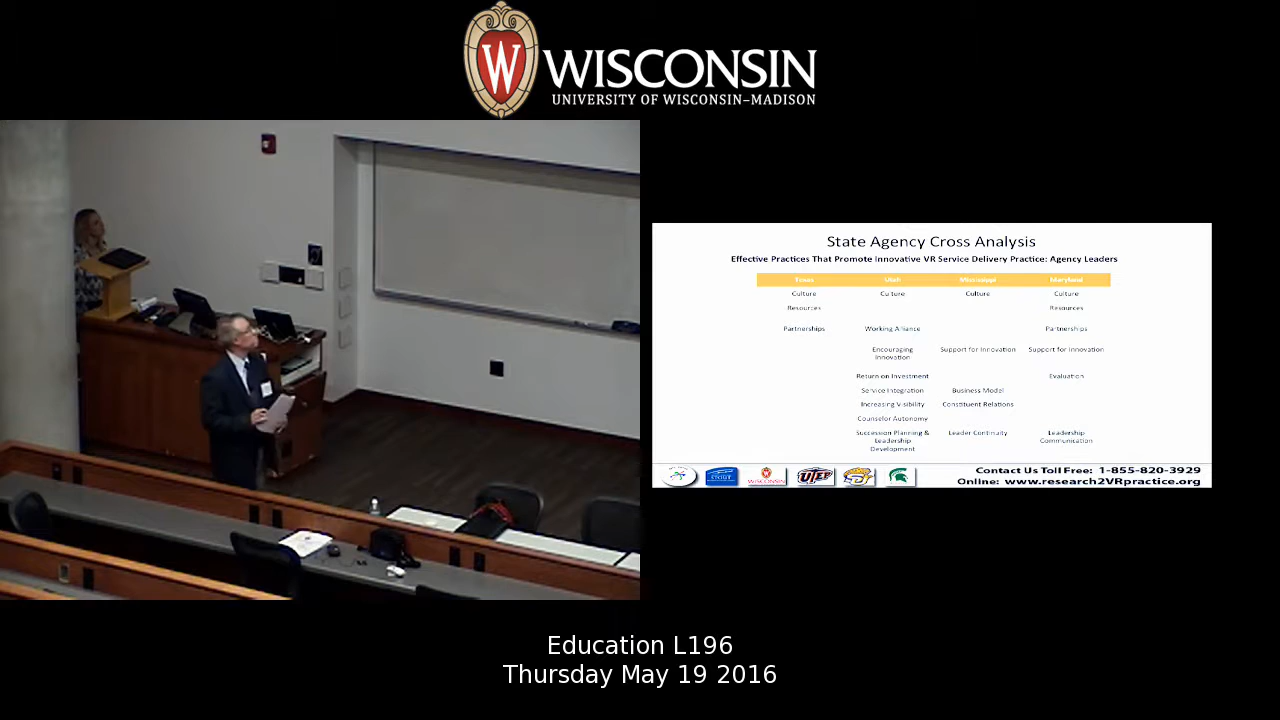 W
WISCONSIN
UNIVERSITY OF WISCONSIN–MADISON
State Agency Cross Analysis
Effective Practices That Promote Innovative VR Service Delivery Practice: Agency Leaders
Texas Utah Mississippi Maryland
Culture Culture Culture Culture
Resources Resources
Partnerships Working Alliance Partnerships
Encouraging Innovation Support for Innovation Support for Innovation
Return on Investment Evaluation
Service Integration Business Model
Increasing Visibility Constituent Relations
Counselor Autonomy
Succession Planning & Leadership Development Leader Continuity Leadership Communication
STOUT
WISCONSIN
UTEP
Contact Us Toll Free: 1-855-820-3929
Online: www.research2VRpractice.org
Education L196
Thursday May 19 2016